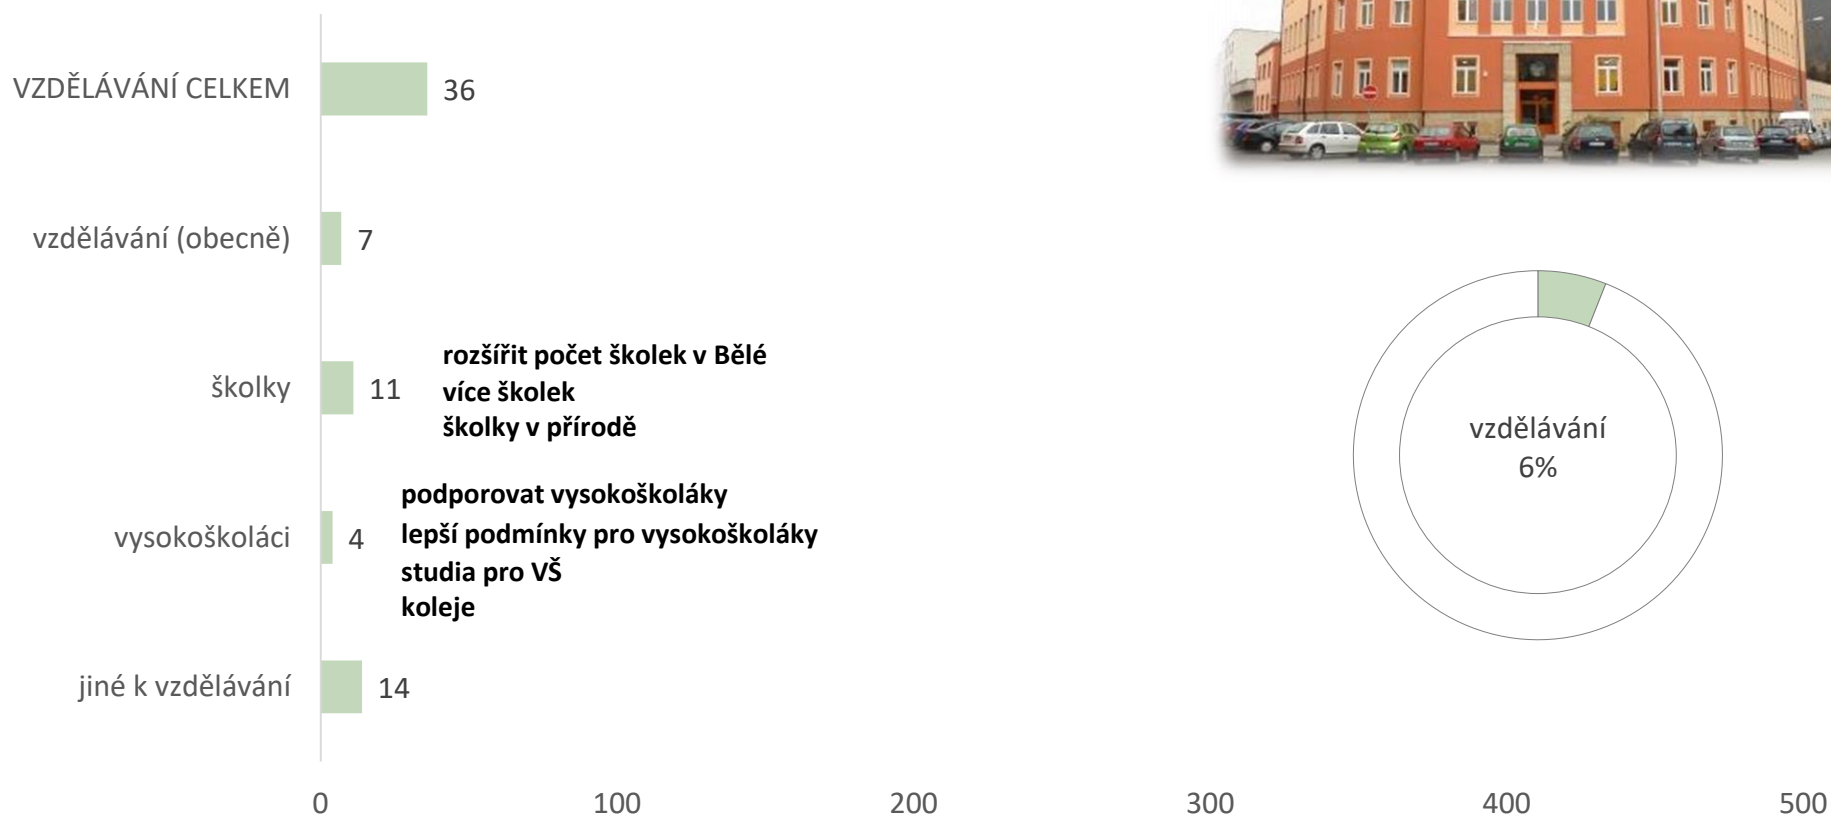 VZDĚLÁVÁNÍ CELKEM 36
vzdělávání (obecně) 7
školky 11
rozšířit počet školek v Bělé
více školek
školky v přírodě
vysokoškoláci 4
podporovat vysokoškoláky
lepší podmínky pro vysokoškoláky
studia pro VŠ
koleje
jiné k vzdělávání 14
0 100 200 300 400 500
vzdělávání
6%